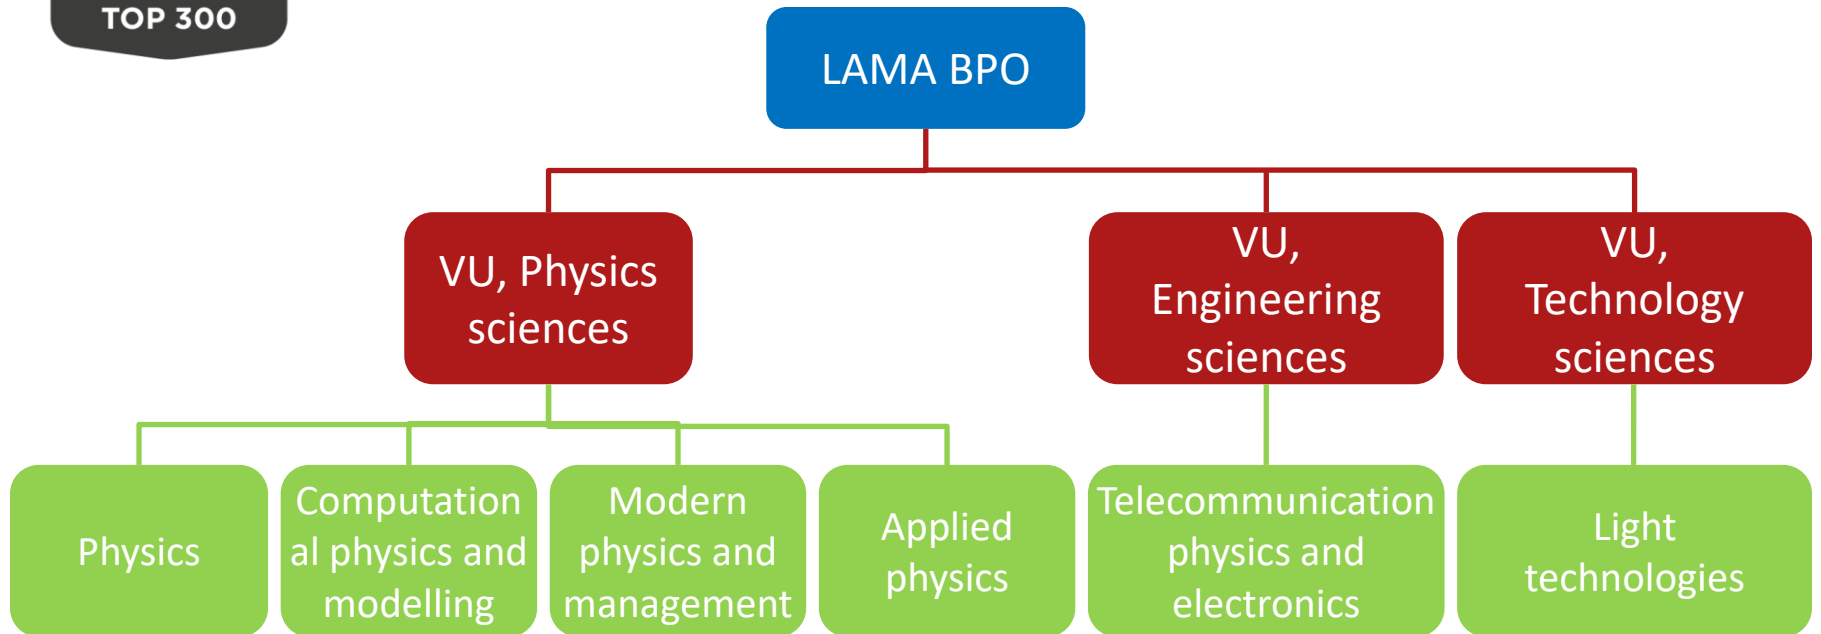 TOP 300
LAMA BPO
VU, Physics
sciences
VU,
Engineering
sciences
VU,
Technology
sciences
Physics
Computation
al physics and
modelling
Modern
physics and
management
Applied
physics
Telecommunication
physics and
electronics
Light
technologies